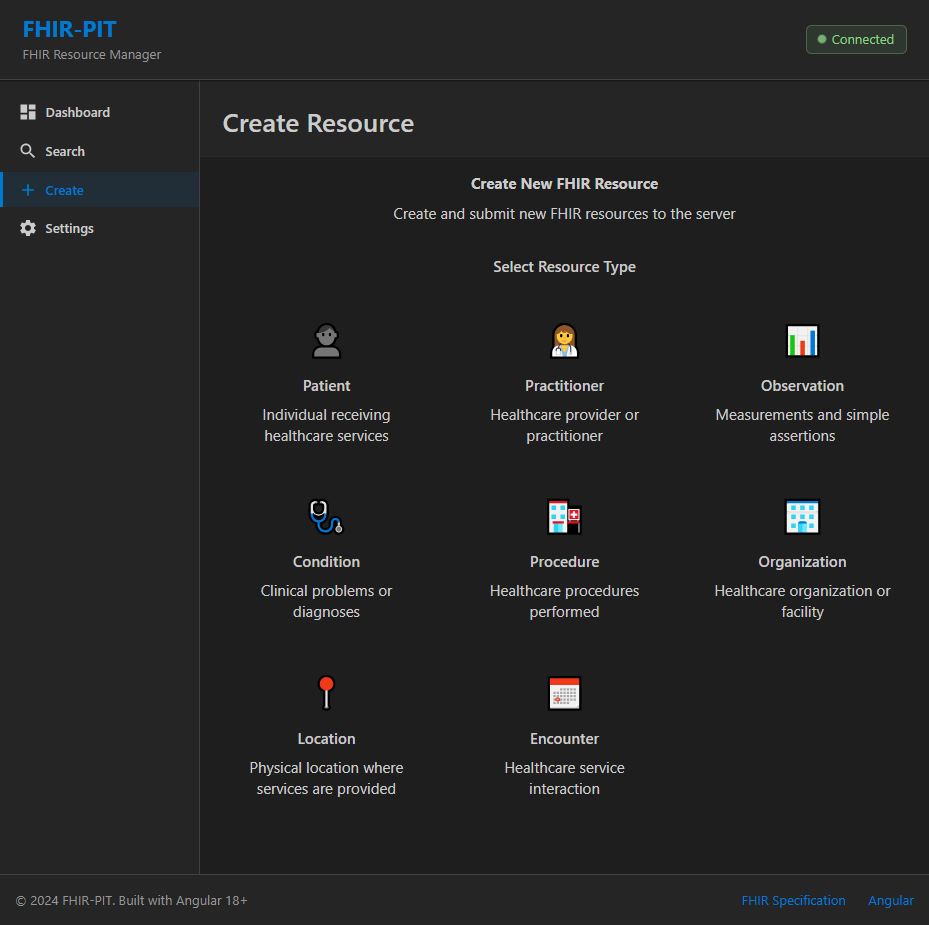 FHIR-PIT
FHIR Resource Manager
Connected
Dashboard
Search
Create
Settings
Create Resource
Create New FHIR Resource
Create and submit new FHIR resources to the server
Select Resource Type
Patient
Individual receiving
healthcare services
Practitioner
Healthcare provider or
practitioner
Observation
Measurements and simple
assertions
Condition
Clinical problems or
diagnoses
Procedure
Healthcare procedures
performed
Organization
Healthcare organization or
facility
Location
Physical location where
services are provided
Encounter
Healthcare service
interaction
© 2024 FHIR-PIT. Built with Angular 18+
FHIR Specification
Angular